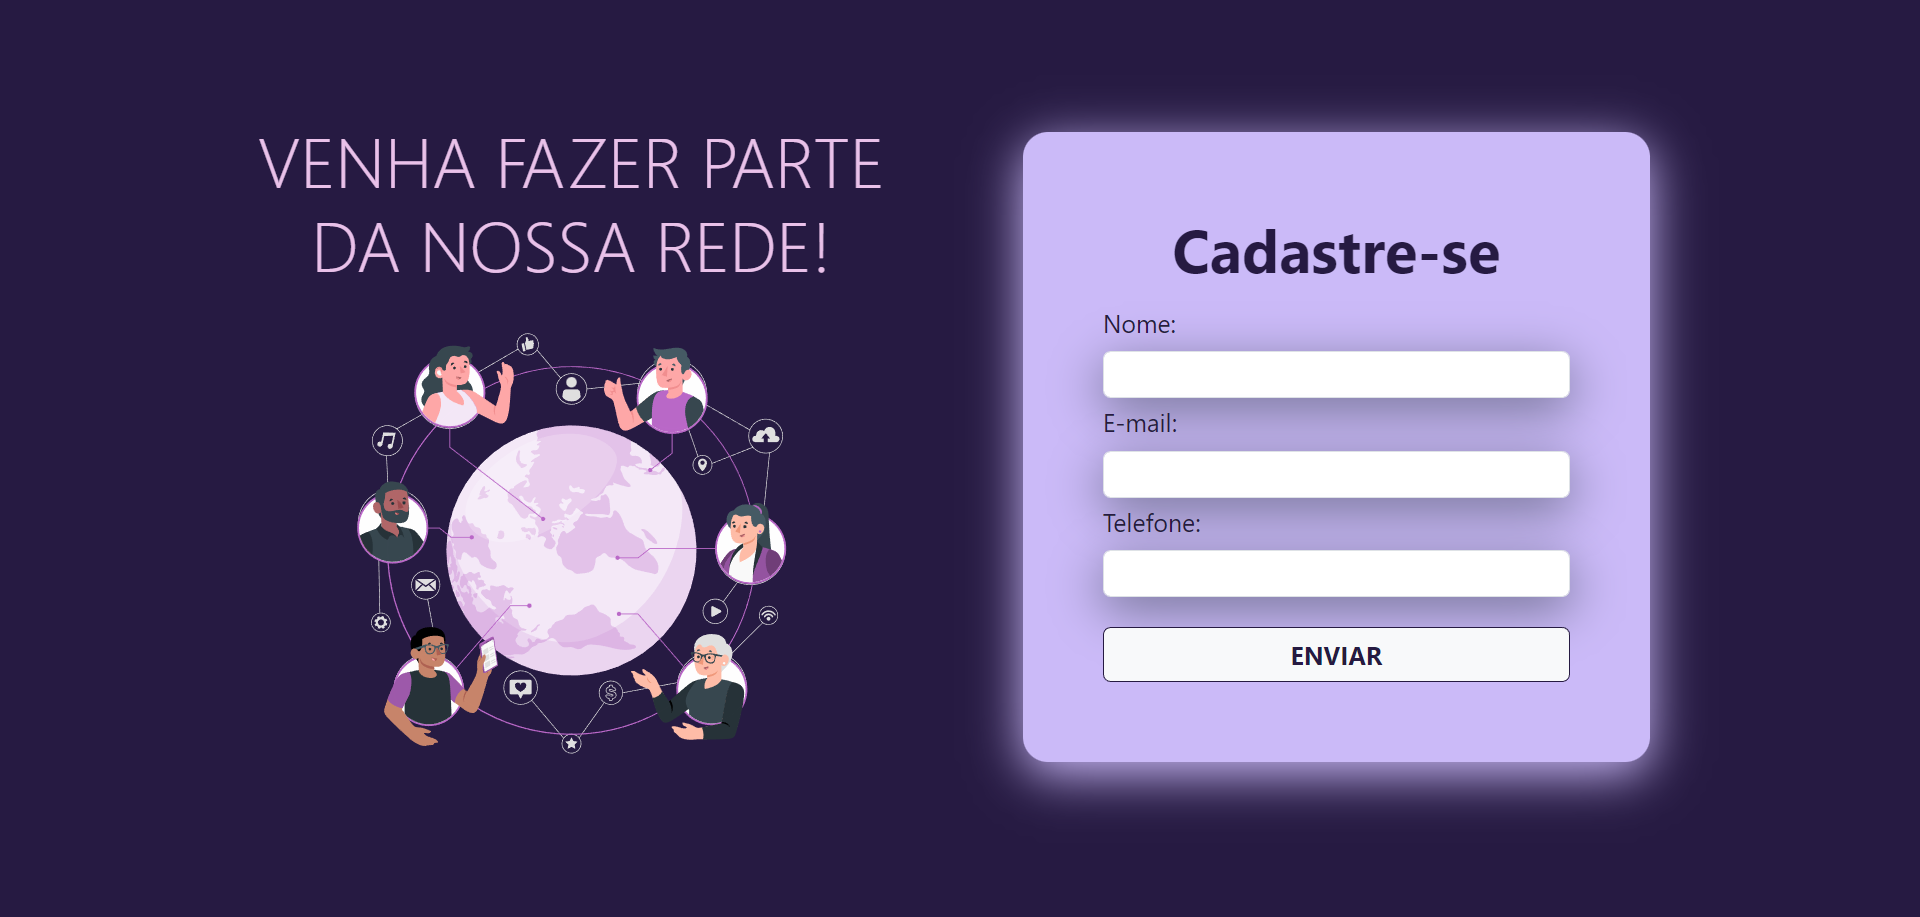 VENHA FAZER PARTE
DA NOSSA REDE!
Cadastre-se
Nome:
E-mail:
Telefone:
ENVIAR